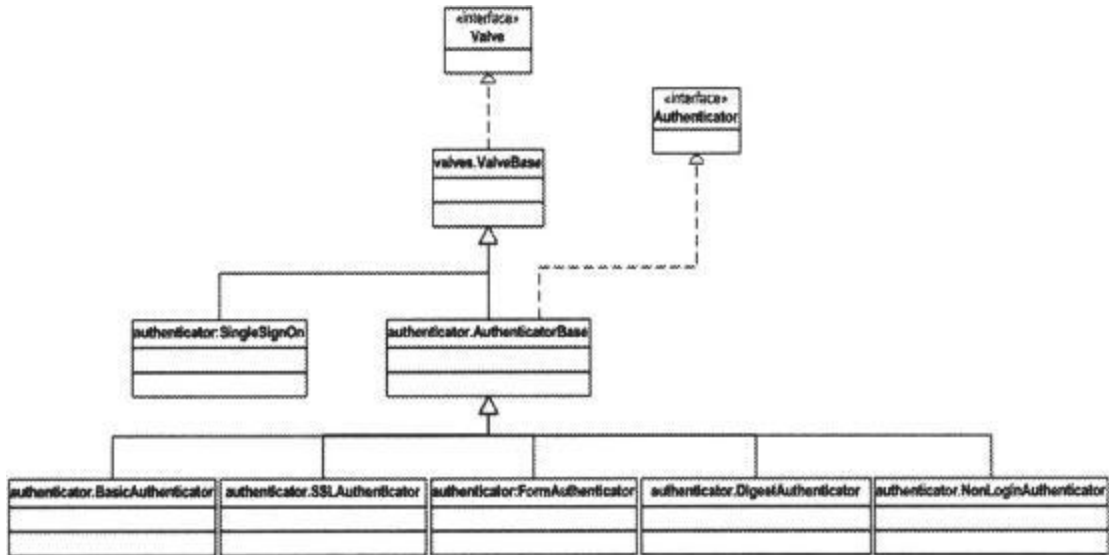 «interface»
Valve
«interface»
Authenticator
valves.ValveBase
authenticator:SingleSignOn
authenticator.AuthenticatorBase
authenticator.BasicAuthenticator
authenticator.SSLAuthenticator
authenticator:FormAuthenticator
authenticator.DigestAuthenticator
authenticator.NonLoginAuthenticator